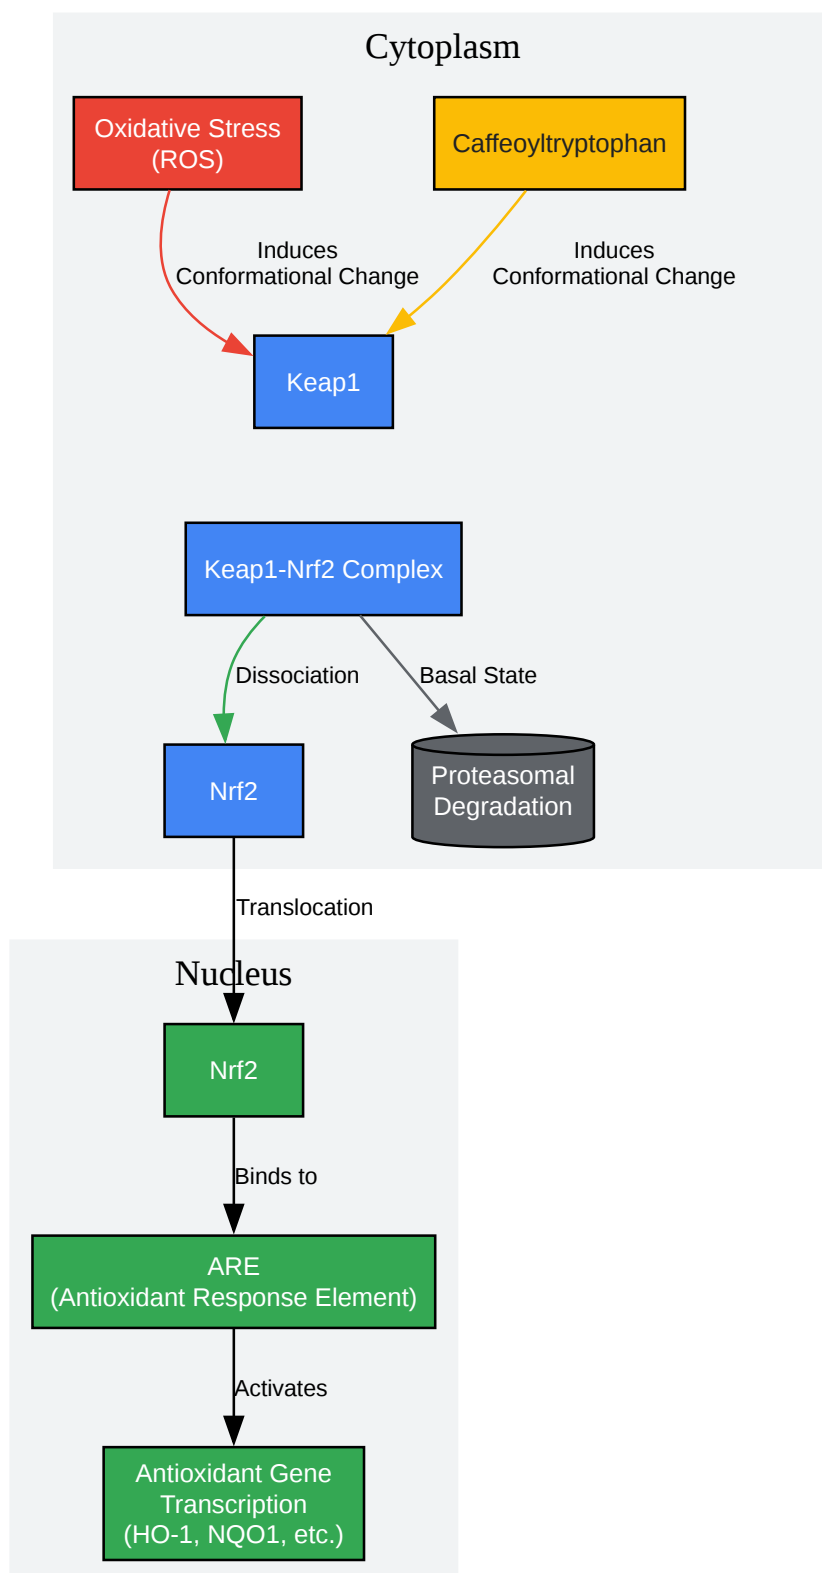 Cytoplasm
Oxidative Stress
(ROS)
Caffeoyltryptophan
Induces
Conformational Change
Induces
Conformational Change
Keap1
Keap1-Nrf2 Complex
Dissociation
Basal State
Nrf2
Proteasomal
Degradation
Translocation
Nucleus
Nrf2
Binds to
ARE
(Antioxidant Response Element)
Activates
Antioxidant Gene
Transcription
(HO-1, NQO1, etc.)